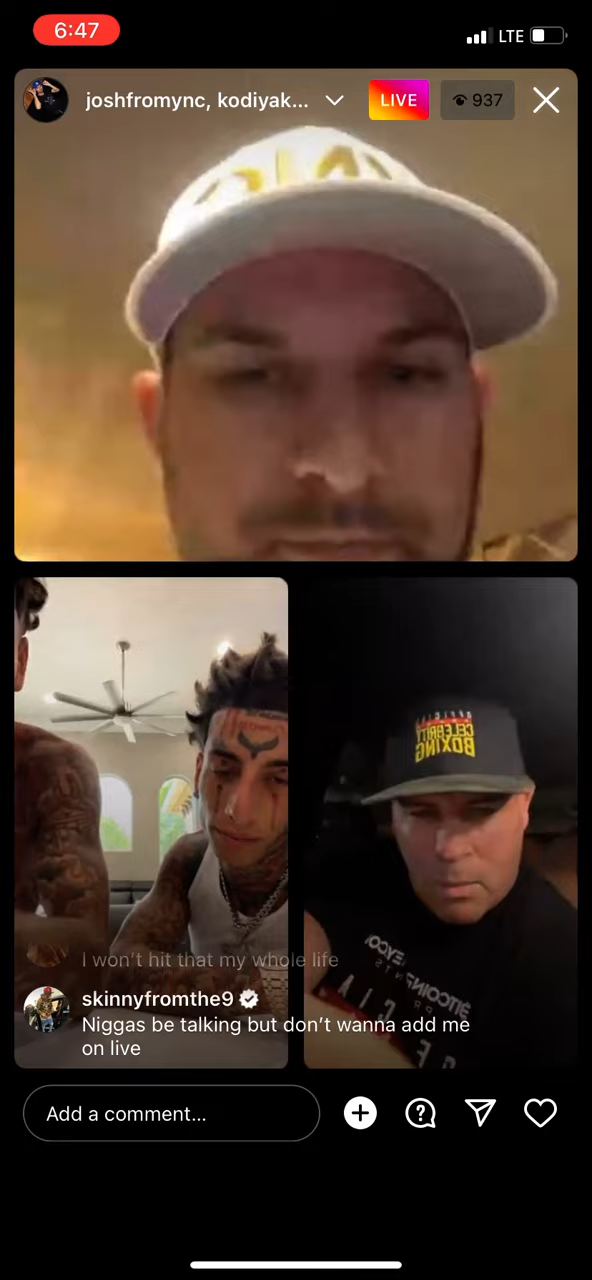 6:47
LTE
joshfromync, kodiyak...
LIVE
937
OFFICIAL
CELEBRITY
BOXING
I won't hit that my whole life
skinnyfromthe9
Niggas be talking but don't wanna add me
on live
Add a comment...